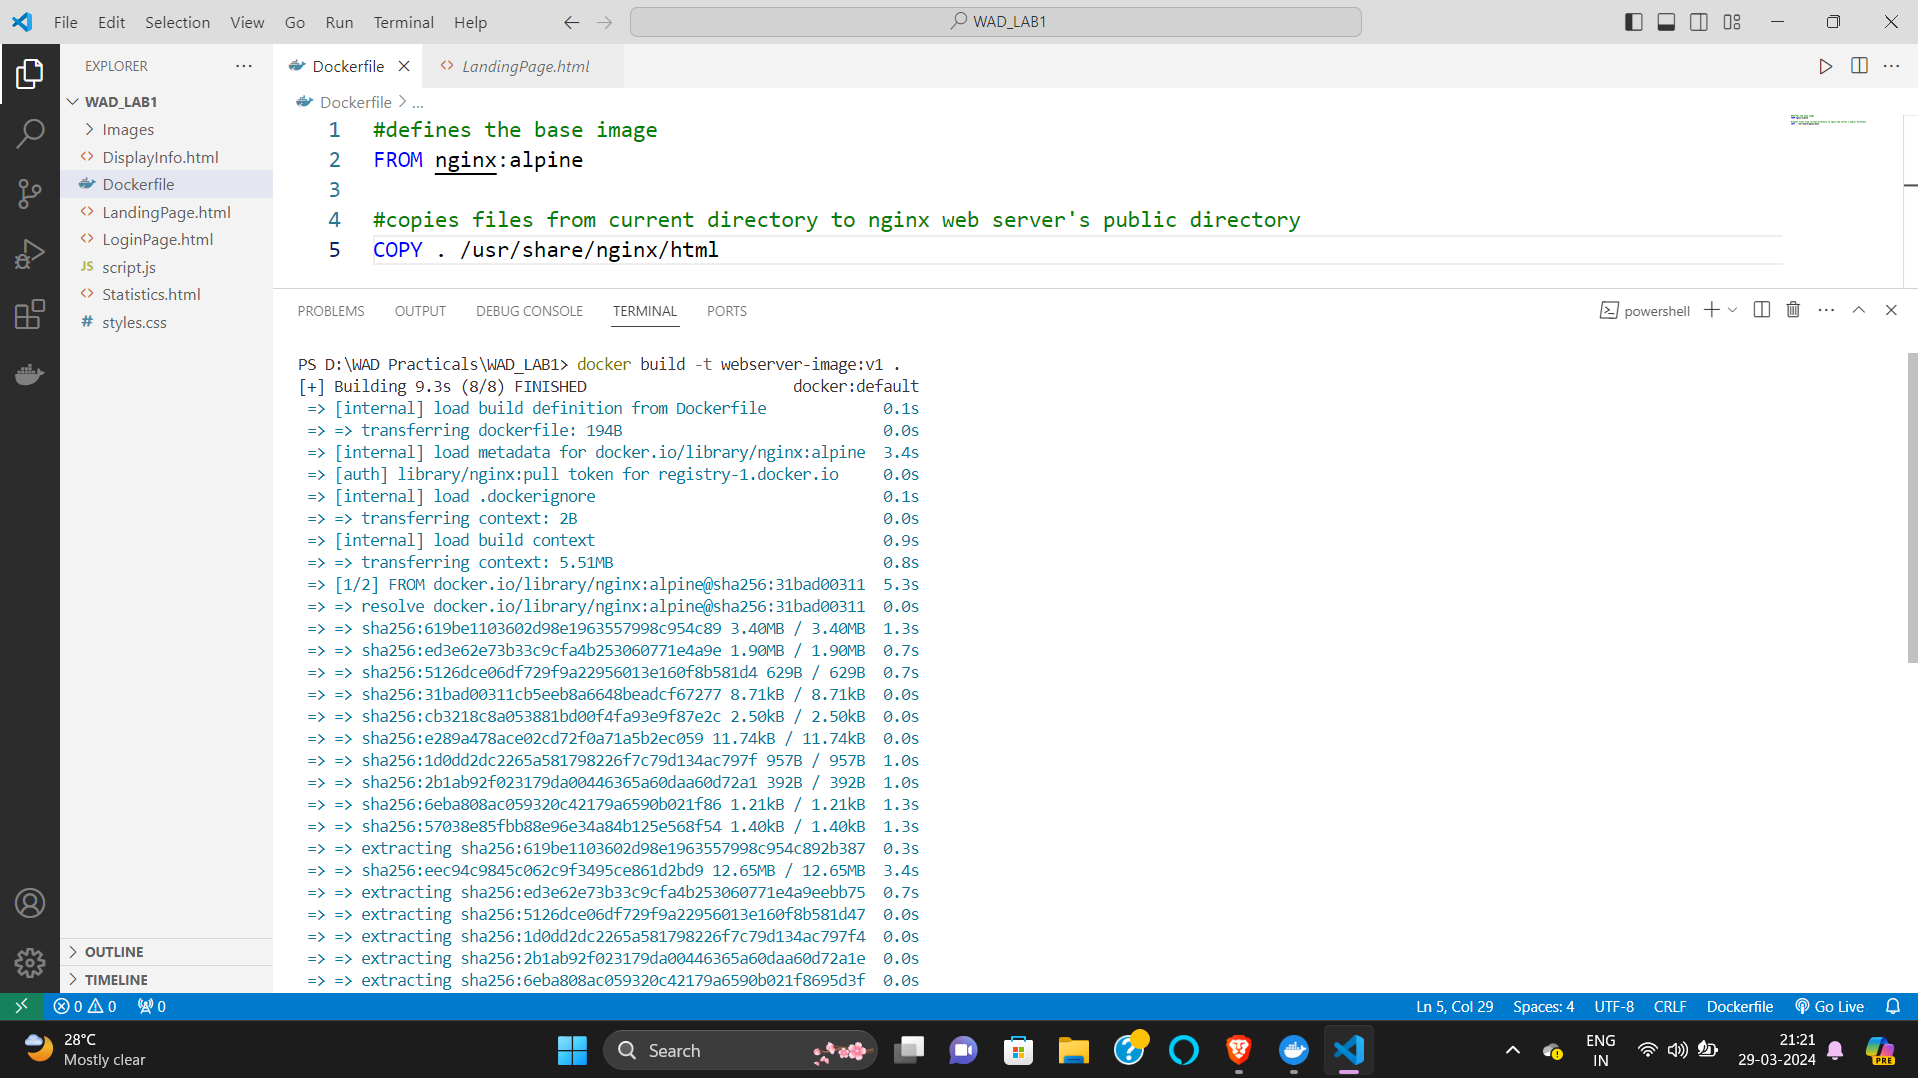 File Edit Selection View Go Run Terminal Help
WAD_LAB1
EXPLORER
WAD_LAB1
Images
DisplayInfo.html
Dockerfile
LandingPage.html
LoginPage.html
JS script.js
Statistics.html
# styles.css
OUTLINE
TIMELINE
Dockerfile
LandingPage.html
Dockerfile > ...
1 #defines the base image
2 FROM nginx:alpine
3
4 #copies files from current directory to nginx web server's public directory
5 COPY . /usr/share/nginx/html
PROBLEMS OUTPUT DEBUG CONSOLE TERMINAL PORTS
powershell
PS D:\WAD Practicals\WAD_LAB1> docker build -t webserver-image:v1 .
[+] Building 9.3s (8/8) FINISHED docker:default
=> [internal] load build definition from Dockerfile 0.1s
=> => transferring dockerfile: 194B 0.0s
=> [internal] load metadata for docker.io/library/nginx:alpine 3.4s
=> [auth] library/nginx:pull token for registry-1.docker.io 0.0s
=> [internal] load .dockerignore 0.1s
=> => transferring context: 2B 0.0s
=> [internal] load build context 0.9s
=> => transferring context: 5.51MB 0.8s
=> [1/2] FROM docker.io/library/nginx:alpine@sha256:31bad00311 5.3s
=> => resolve docker.io/library/nginx:alpine@sha256:31bad00311 0.0s
=> => sha256:619be1103602d98e1963557998c954c89 3.40MB / 3.40MB 1.3s
=> => sha256:ed3e62e73b33c9cfa4b253060771e4a9e 1.90MB / 1.90MB 0.7s
=> => sha256:5126dce06df729f9a22956013e160f8b581d4 629B / 629B 0.7s
=> => sha256:31bad00311cb5eeb8a6648beadcf67277 8.71kB / 8.71kB 0.0s
=> => sha256:cb3218c8a053881bd00f4fa93e9f87e2c 2.50kB / 2.50kB 0.0s
=> => sha256:e289a478ace02cd72f0a71a5b2ec059 11.74kB / 11.74kB 0.0s
=> => sha256:1d0dd2dc2265a581798226f7c79d134ac797f 957B / 957B 1.0s
=> => sha256:2b1ab92f023179da00446365a60daa60d72a1 392B / 392B 1.0s
=> => sha256:6eba808ac059320c42179a6590b021f86 1.21kB / 1.21kB 1.3s
=> => sha256:57038e85fbb88e96e34a84b125e568f54 1.40kB / 1.40kB 1.3s
=> => extracting sha256:619be1103602d98e1963557998c954c892b387 0.3s
=> => sha256:eec94c9845c062c9f3495ce861d2bd9 12.65MB / 12.65MB 3.4s
=> => extracting sha256:ed3e62e73b33c9cfa4b253060771e4a9eebb75 0.7s
=> => extracting sha256:5126dce06df729f9a22956013e160f8b581d47 0.0s
=> => extracting sha256:1d0dd2dc2265a581798226f7c79d134ac797f4 0.0s
=> => extracting sha256:2b1ab92f023179da00446365a60daa60d72a1e 0.0s
=> => extracting sha256:6eba808ac059320c42179a6590b021f8695d3f 0.0s
0 0 0
Ln 5, Col 29 Spaces: 4 UTF-8 CRLF Dockerfile Go Live
28°C
Mostly clear
Search
ENG
IN
21:21
29-03-2024
PRE